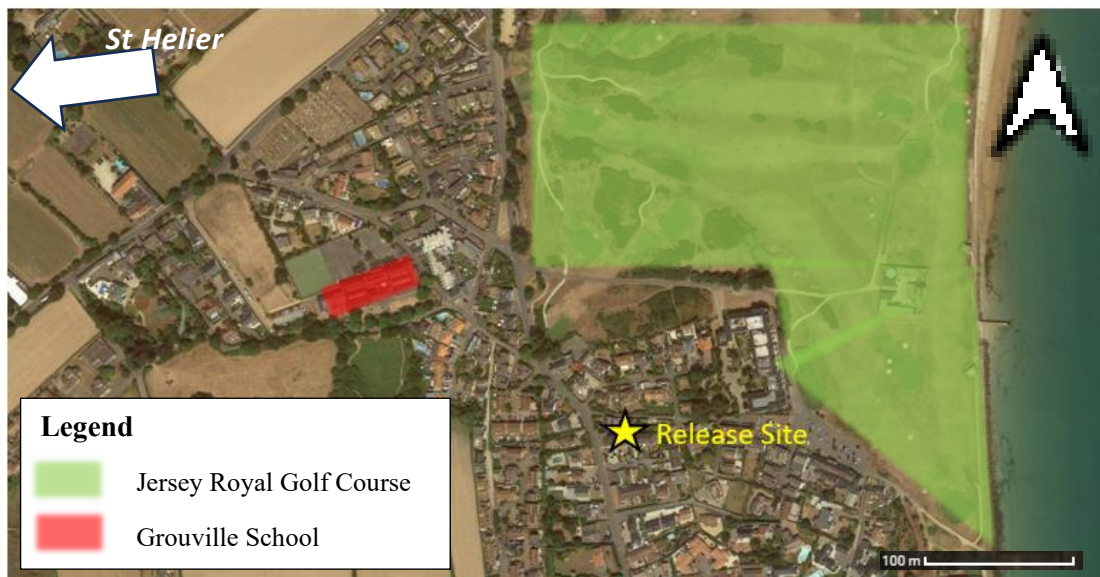 St Helier
Release Site
Legend
Jersey Royal Golf Course
Grouville School
100 m